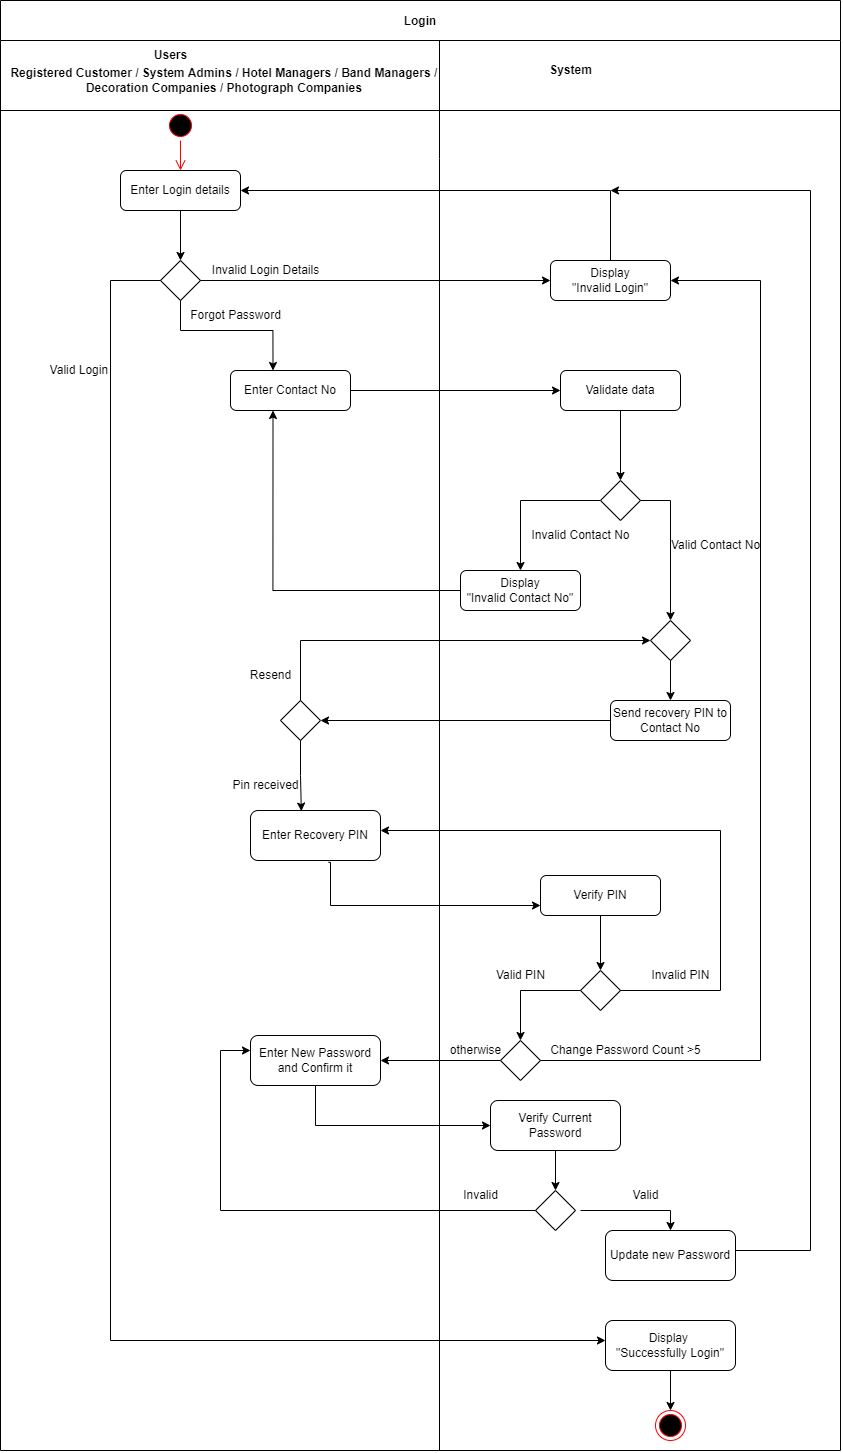 Login
Users
Registered Customer / System Admins / Hotel Managers / Band Managers /
Decoration Companies / Photograph Companies
System
Enter Login details
Invalid Login Details
Display
"Invalid Login"
Forgot Password
Valid Login
Enter Contact No
Validate data
Invalid Contact No
Valid Contact No
Display
"Invalid Contact No"
Resend
Send recovery PIN to
Contact No
Pin received
Enter Recovery PIN
Verify PIN
Valid PIN
Invalid PIN
Enter New Password
and Confirm it
otherwise
Change Password Count >5
Verify Current
Password
Invalid
Valid
Update new Password
Display
"Successfully Login"